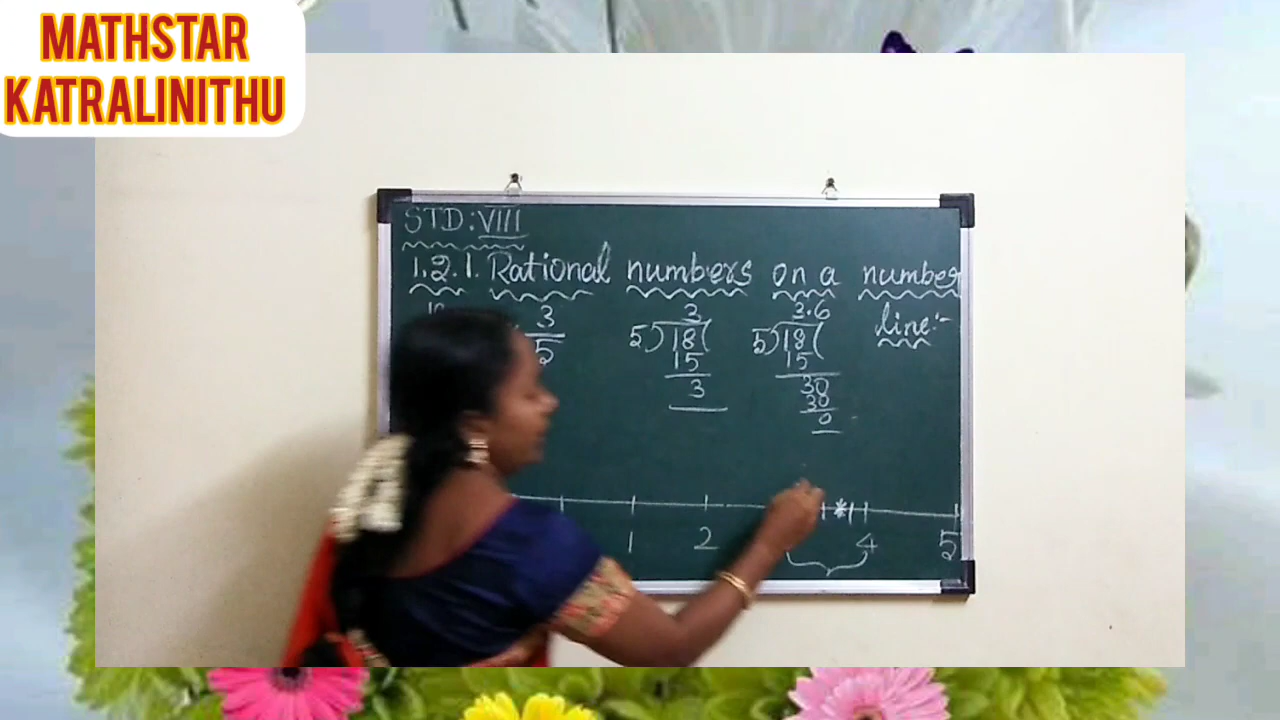 MATHSTAR
KATRALINITHU
STD: VIII
1.2.1. Rational numbers on a number line:-
3
5
3
5)18(
15
3
3.6
5)18(
15
30
30
0
1 2 4 5